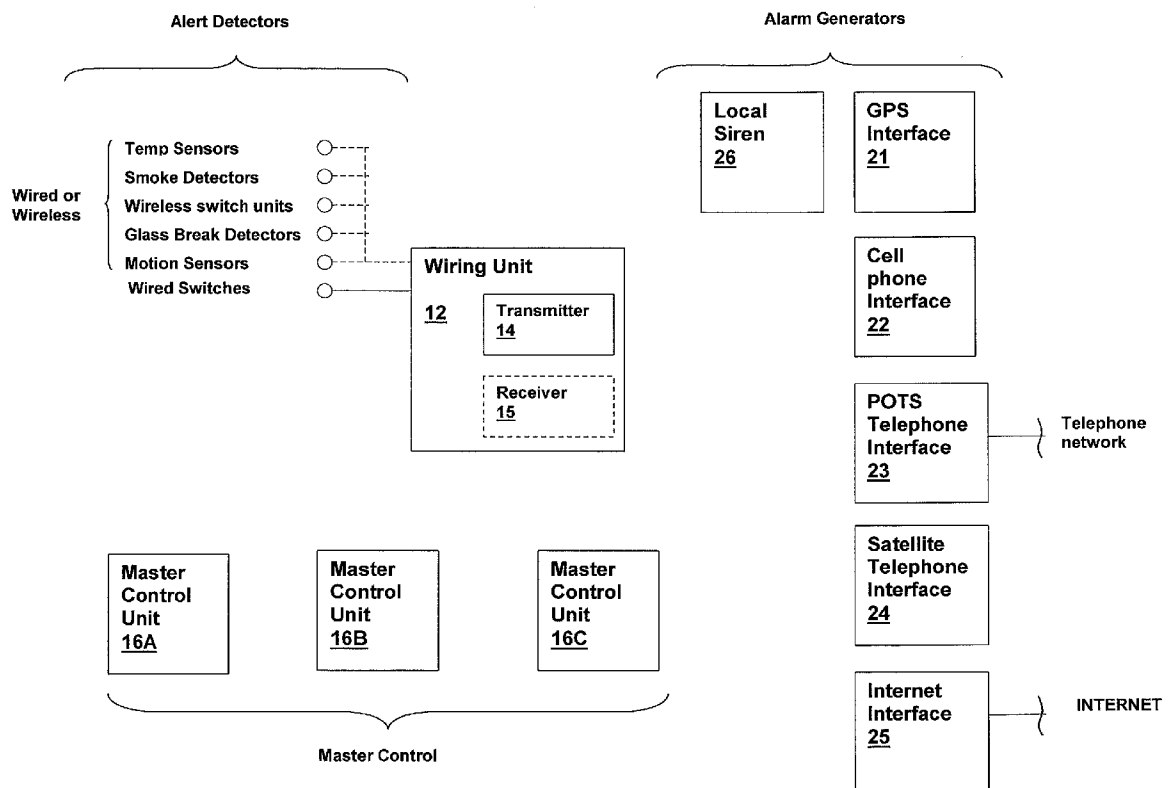 Alert Detectors
Alarm Generators
Wired or
Wireless
Temp Sensors
Smoke Detectors
Wireless switch units
Glass Break Detectors
Motion Sensors
Wired Switches
Wiring Unit
12
Transmitter
14
Receiver
15
Local
Siren
26
GPS
Interface
21
Cell
phone
Interface
22
POTS
Telephone
Interface
23
Telephone
network
Satellite
Telephone
Interface
24
Internet
Interface
25
INTERNET
Master
Control
Unit
16A
Master
Control
Unit
16B
Master
Control
Unit
16C
Master Control